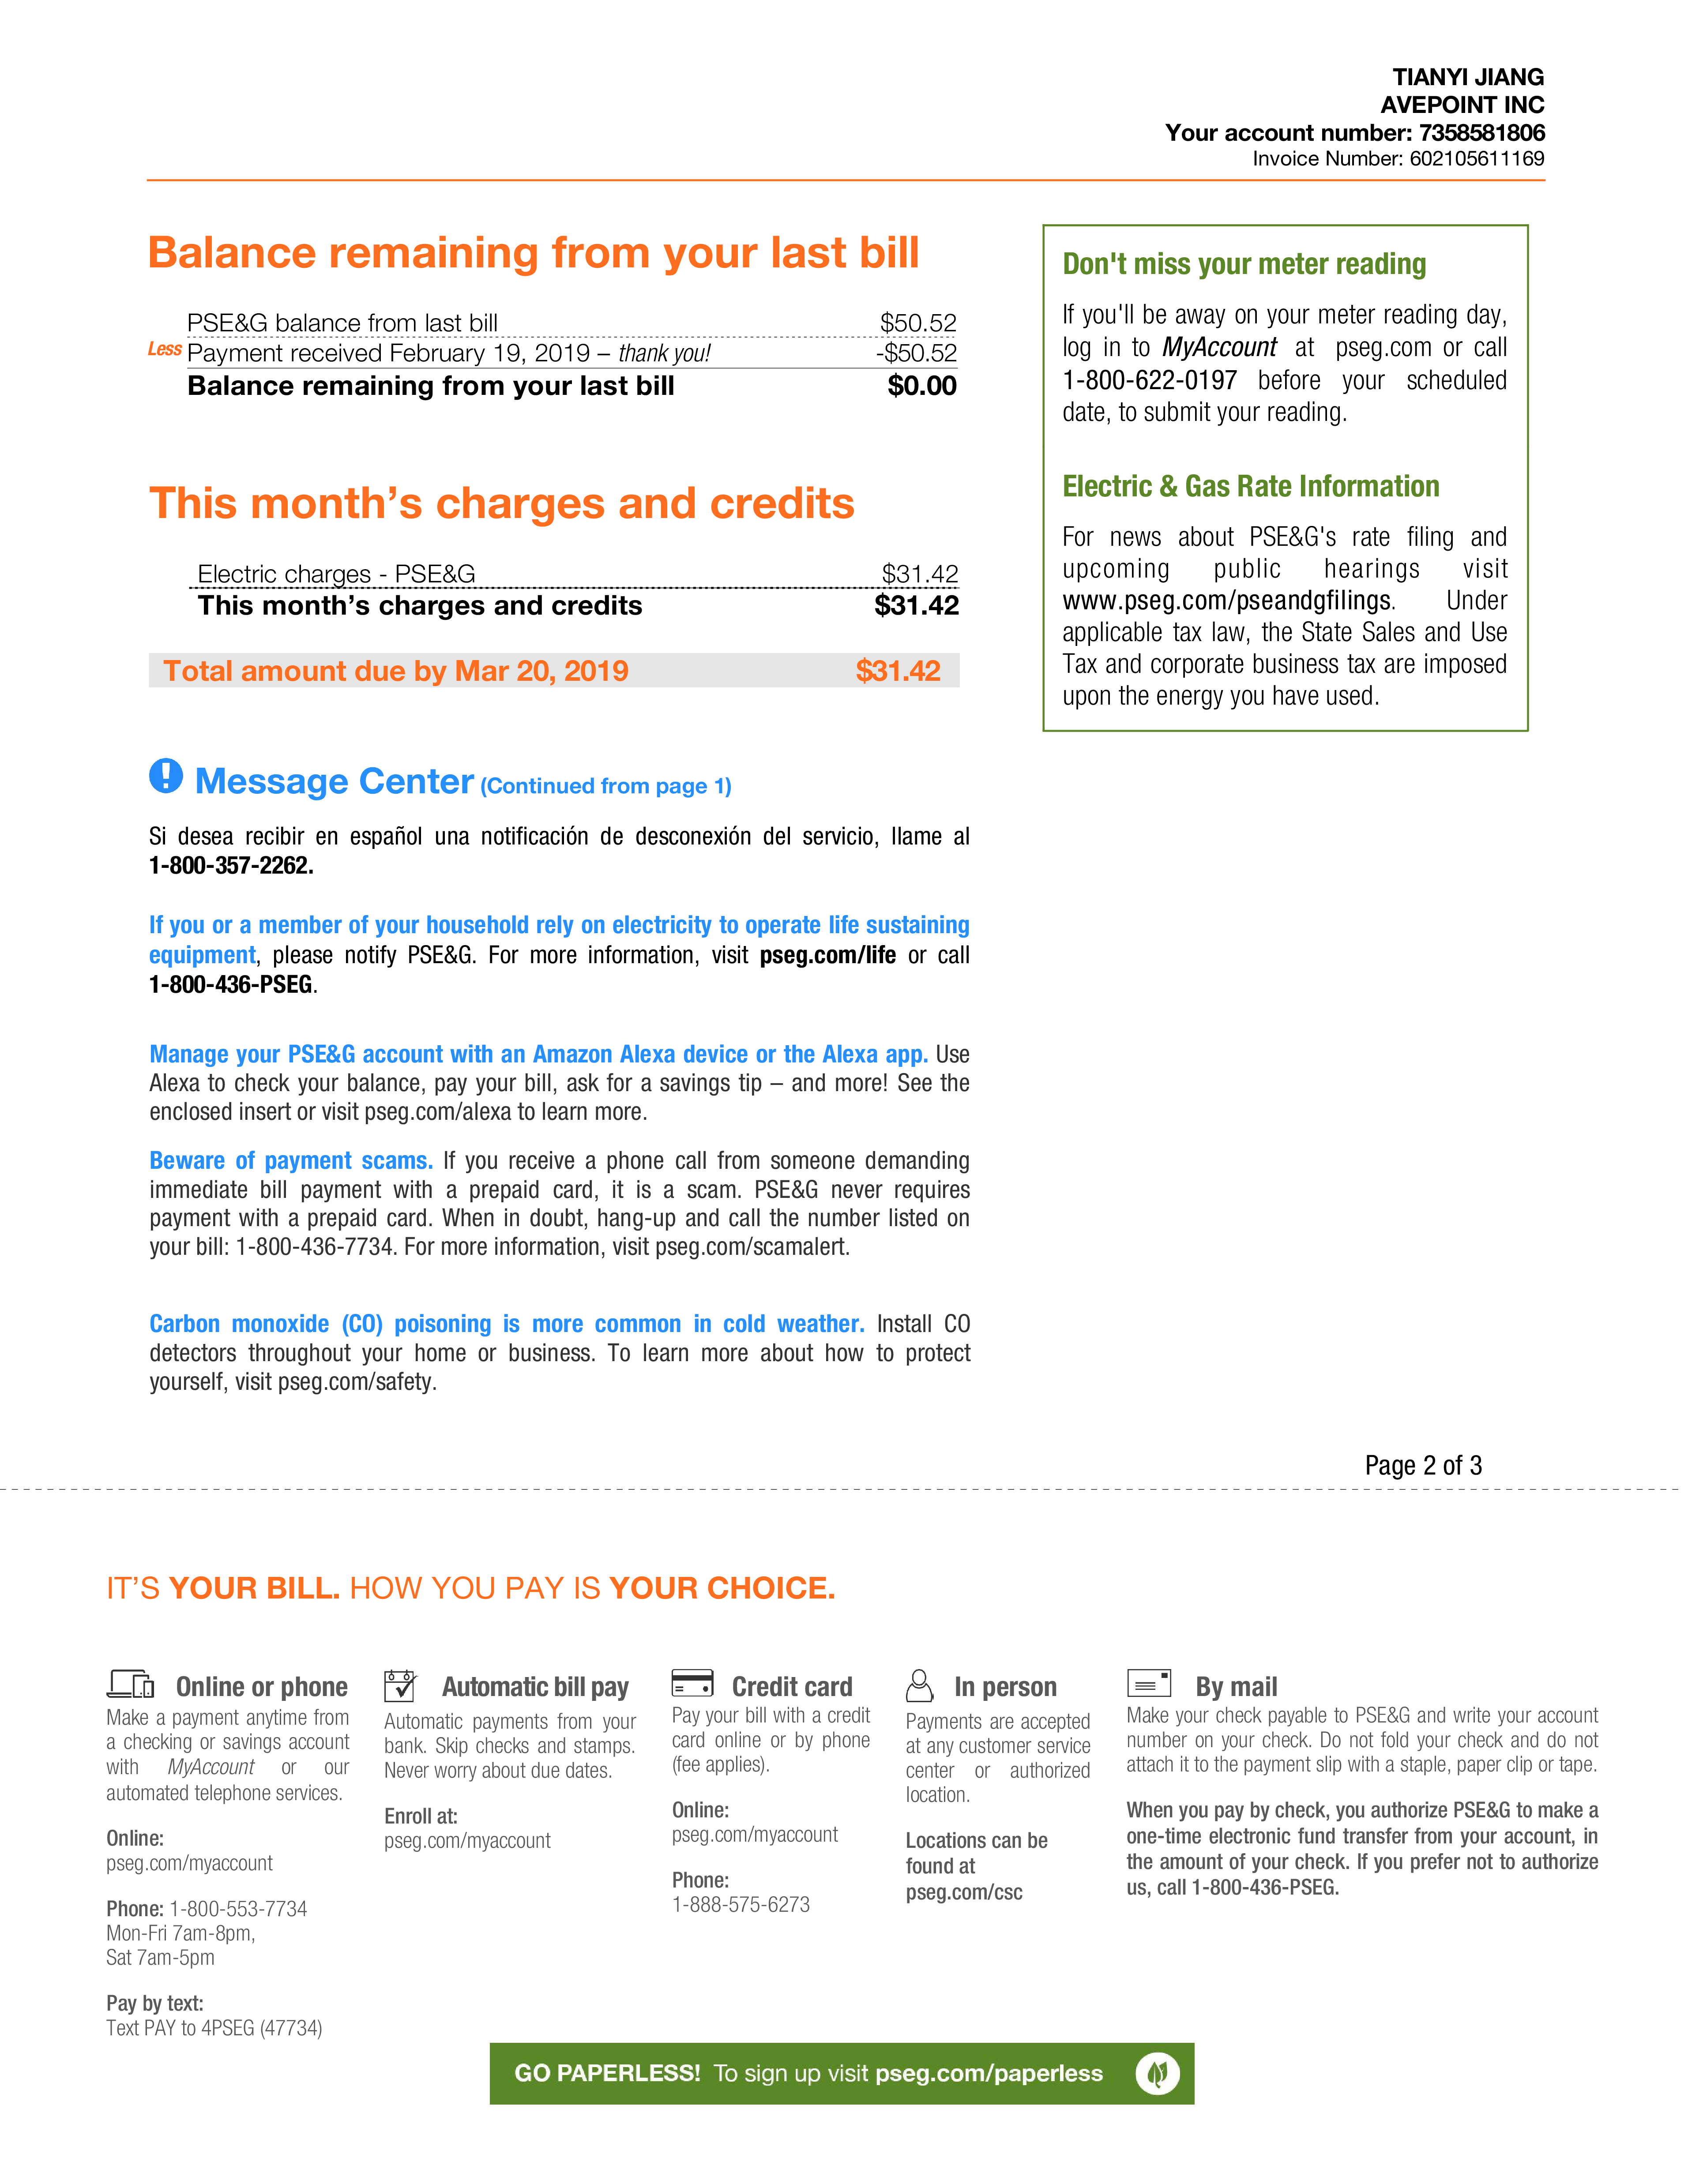 TIANYI JIANG
AVEPOINT INC
Your account number: 7358581806
Invoice Number: 602105611169
Balance remaining from your last bill
PSE&G balance from last bill $50.52
Less Payment received February 19, 2019 – thank you! -$50.52
Balance remaining from your last bill $0.00
This month’s charges and credits
Electric charges - PSE&G $31.42
This month’s charges and credits $31.42
Total amount due by Mar 20, 2019 $31.42
Don't miss your meter reading
If you'll be away on your meter reading day,
log in to MyAccount at pseg.com or call
1-800-622-0197 before your scheduled
date, to submit your reading.
Electric & Gas Rate Information
For news about PSE&G's rate filing and
upcoming public hearings visit
www.pseg.com/pseandgfilings. Under
applicable tax law, the State Sales and Use
Tax and corporate business tax are imposed
upon the energy you have used.
! Message Center (Continued from page 1)
Si desea recibir en español una notificación de desconexión del servicio, llame al
1-800-357-2262.
If you or a member of your household rely on electricity to operate life sustaining
equipment, please notify PSE&G. For more information, visit pseg.com/life or call
1-800-436-PSEG.
Manage your PSE&G account with an Amazon Alexa device or the Alexa app. Use
Alexa to check your balance, pay your bill, ask for a savings tip – and more! See the
enclosed insert or visit pseg.com/alexa to learn more.
Beware of payment scams. If you receive a phone call from someone demanding
immediate bill payment with a prepaid card, it is a scam. PSE&G never requires
payment with a prepaid card. When in doubt, hang-up and call the number listed on
your bill: 1-800-436-7734. For more information, visit pseg.com/scamalert.
Carbon monoxide (CO) poisoning is more common in cold weather. Install CO
detectors throughout your home or business. To learn more about how to protect
yourself, visit pseg.com/safety.
Page 2 of 3
IT’S YOUR BILL. HOW YOU PAY IS YOUR CHOICE.
Online or phone
Make a payment anytime from
a checking or savings account
with MyAccount or our
automated telephone services.
Online:
pseg.com/myaccount
Phone: 1-800-553-7734
Mon-Fri 7am-8pm,
Sat 7am-5pm
Pay by text:
Text PAY to 4PSEG (47734)
Automatic bill pay
Automatic payments from your
bank. Skip checks and stamps.
Never worry about due dates.
Enroll at:
pseg.com/myaccount
Credit card
Pay your bill with a credit
card online or by phone
(fee applies).
Online:
pseg.com/myaccount
Phone:
1-888-575-6273
In person
Payments are accepted
at any customer service
center or authorized
location.
Locations can be
found at
pseg.com/csc
By mail
Make your check payable to PSE&G and write your account
number on your check. Do not fold your check and do not
attach it to the payment slip with a staple, paper clip or tape.
When you pay by check, you authorize PSE&G to make a
one-time electronic fund transfer from your account, in
the amount of your check. If you prefer not to authorize
us, call 1-800-436-PSEG.
GO PAPERLESS! To sign up visit pseg.com/paperless